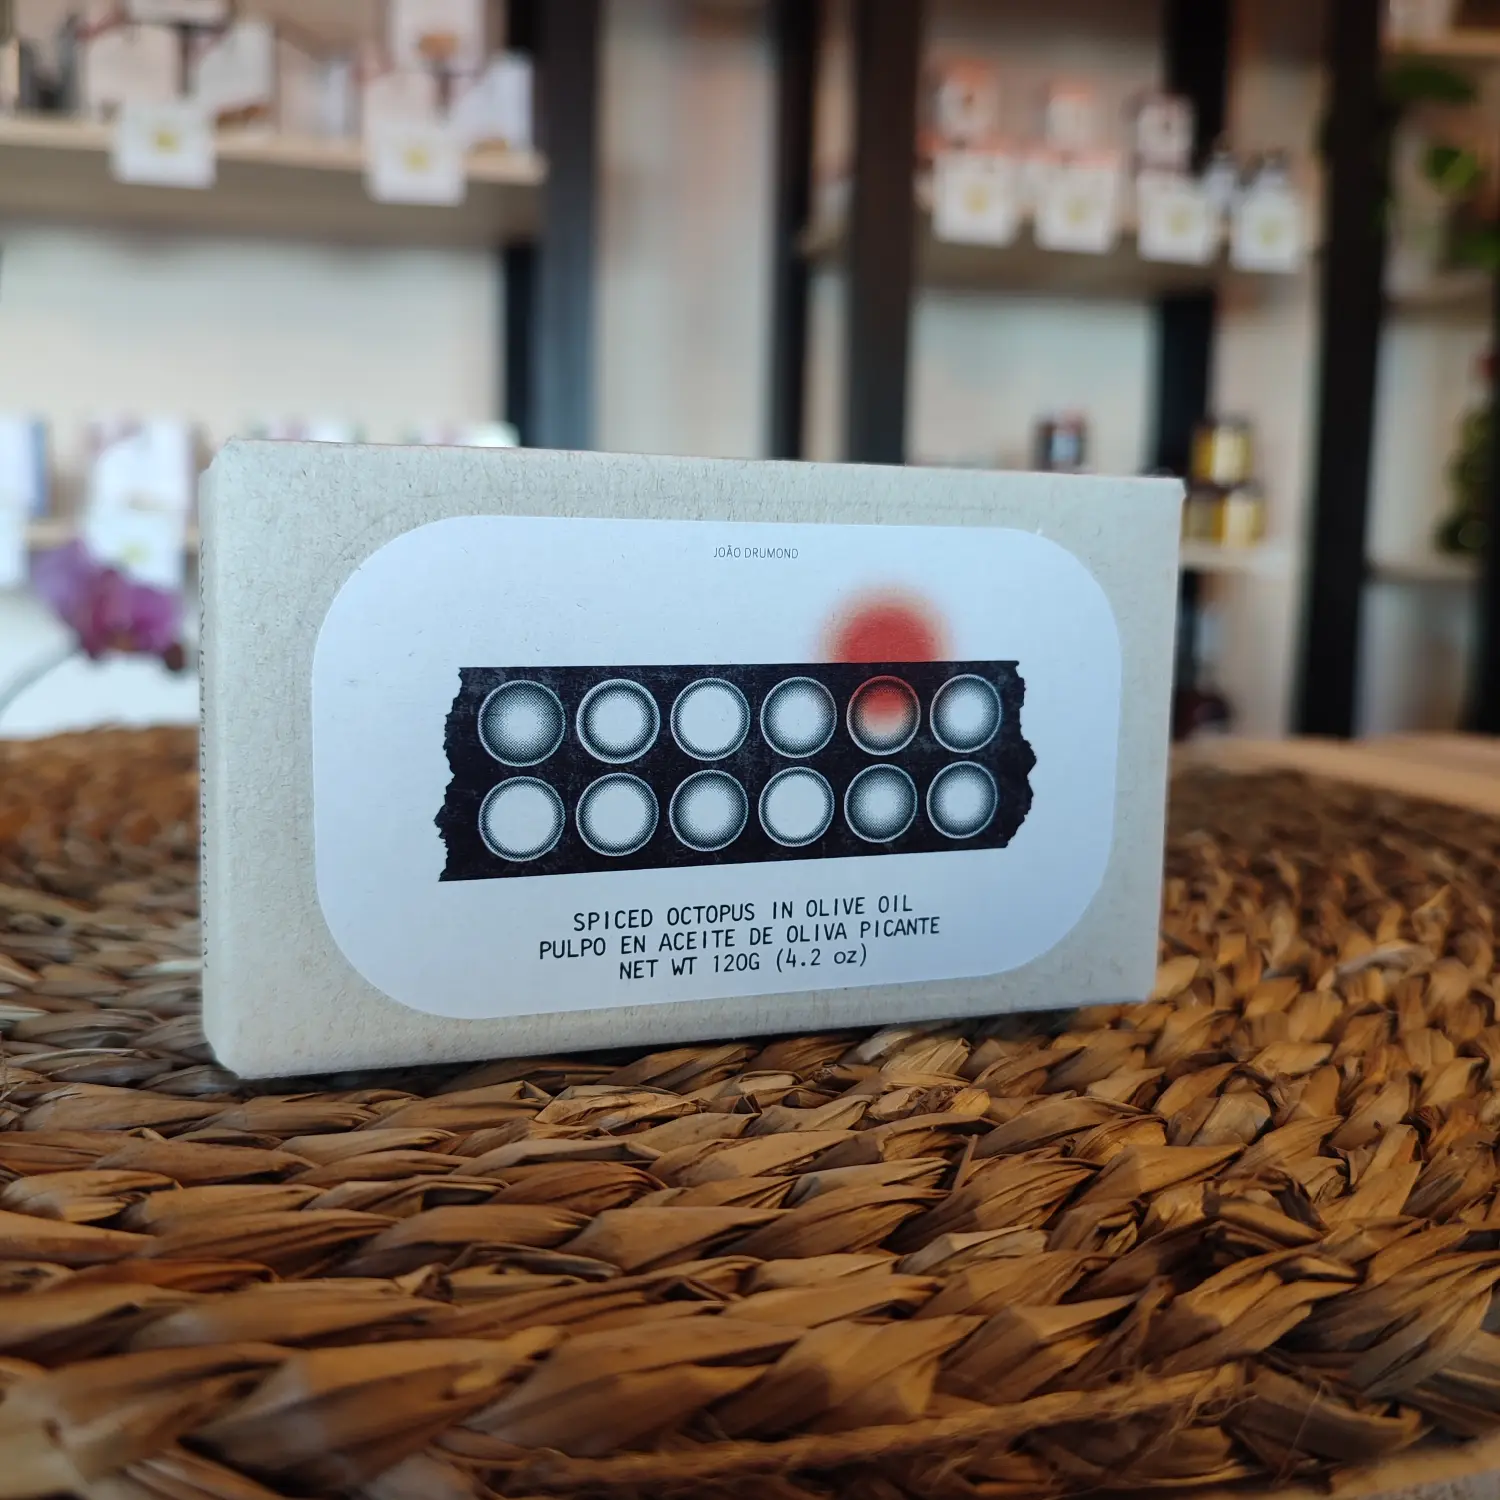 JOÃO DRUMOND
SPICED OCTOPUS IN OLIVE OIL
PULPO EN ACEITE DE OLIVA PICANTE
NET WT 120G (4.2 oz)